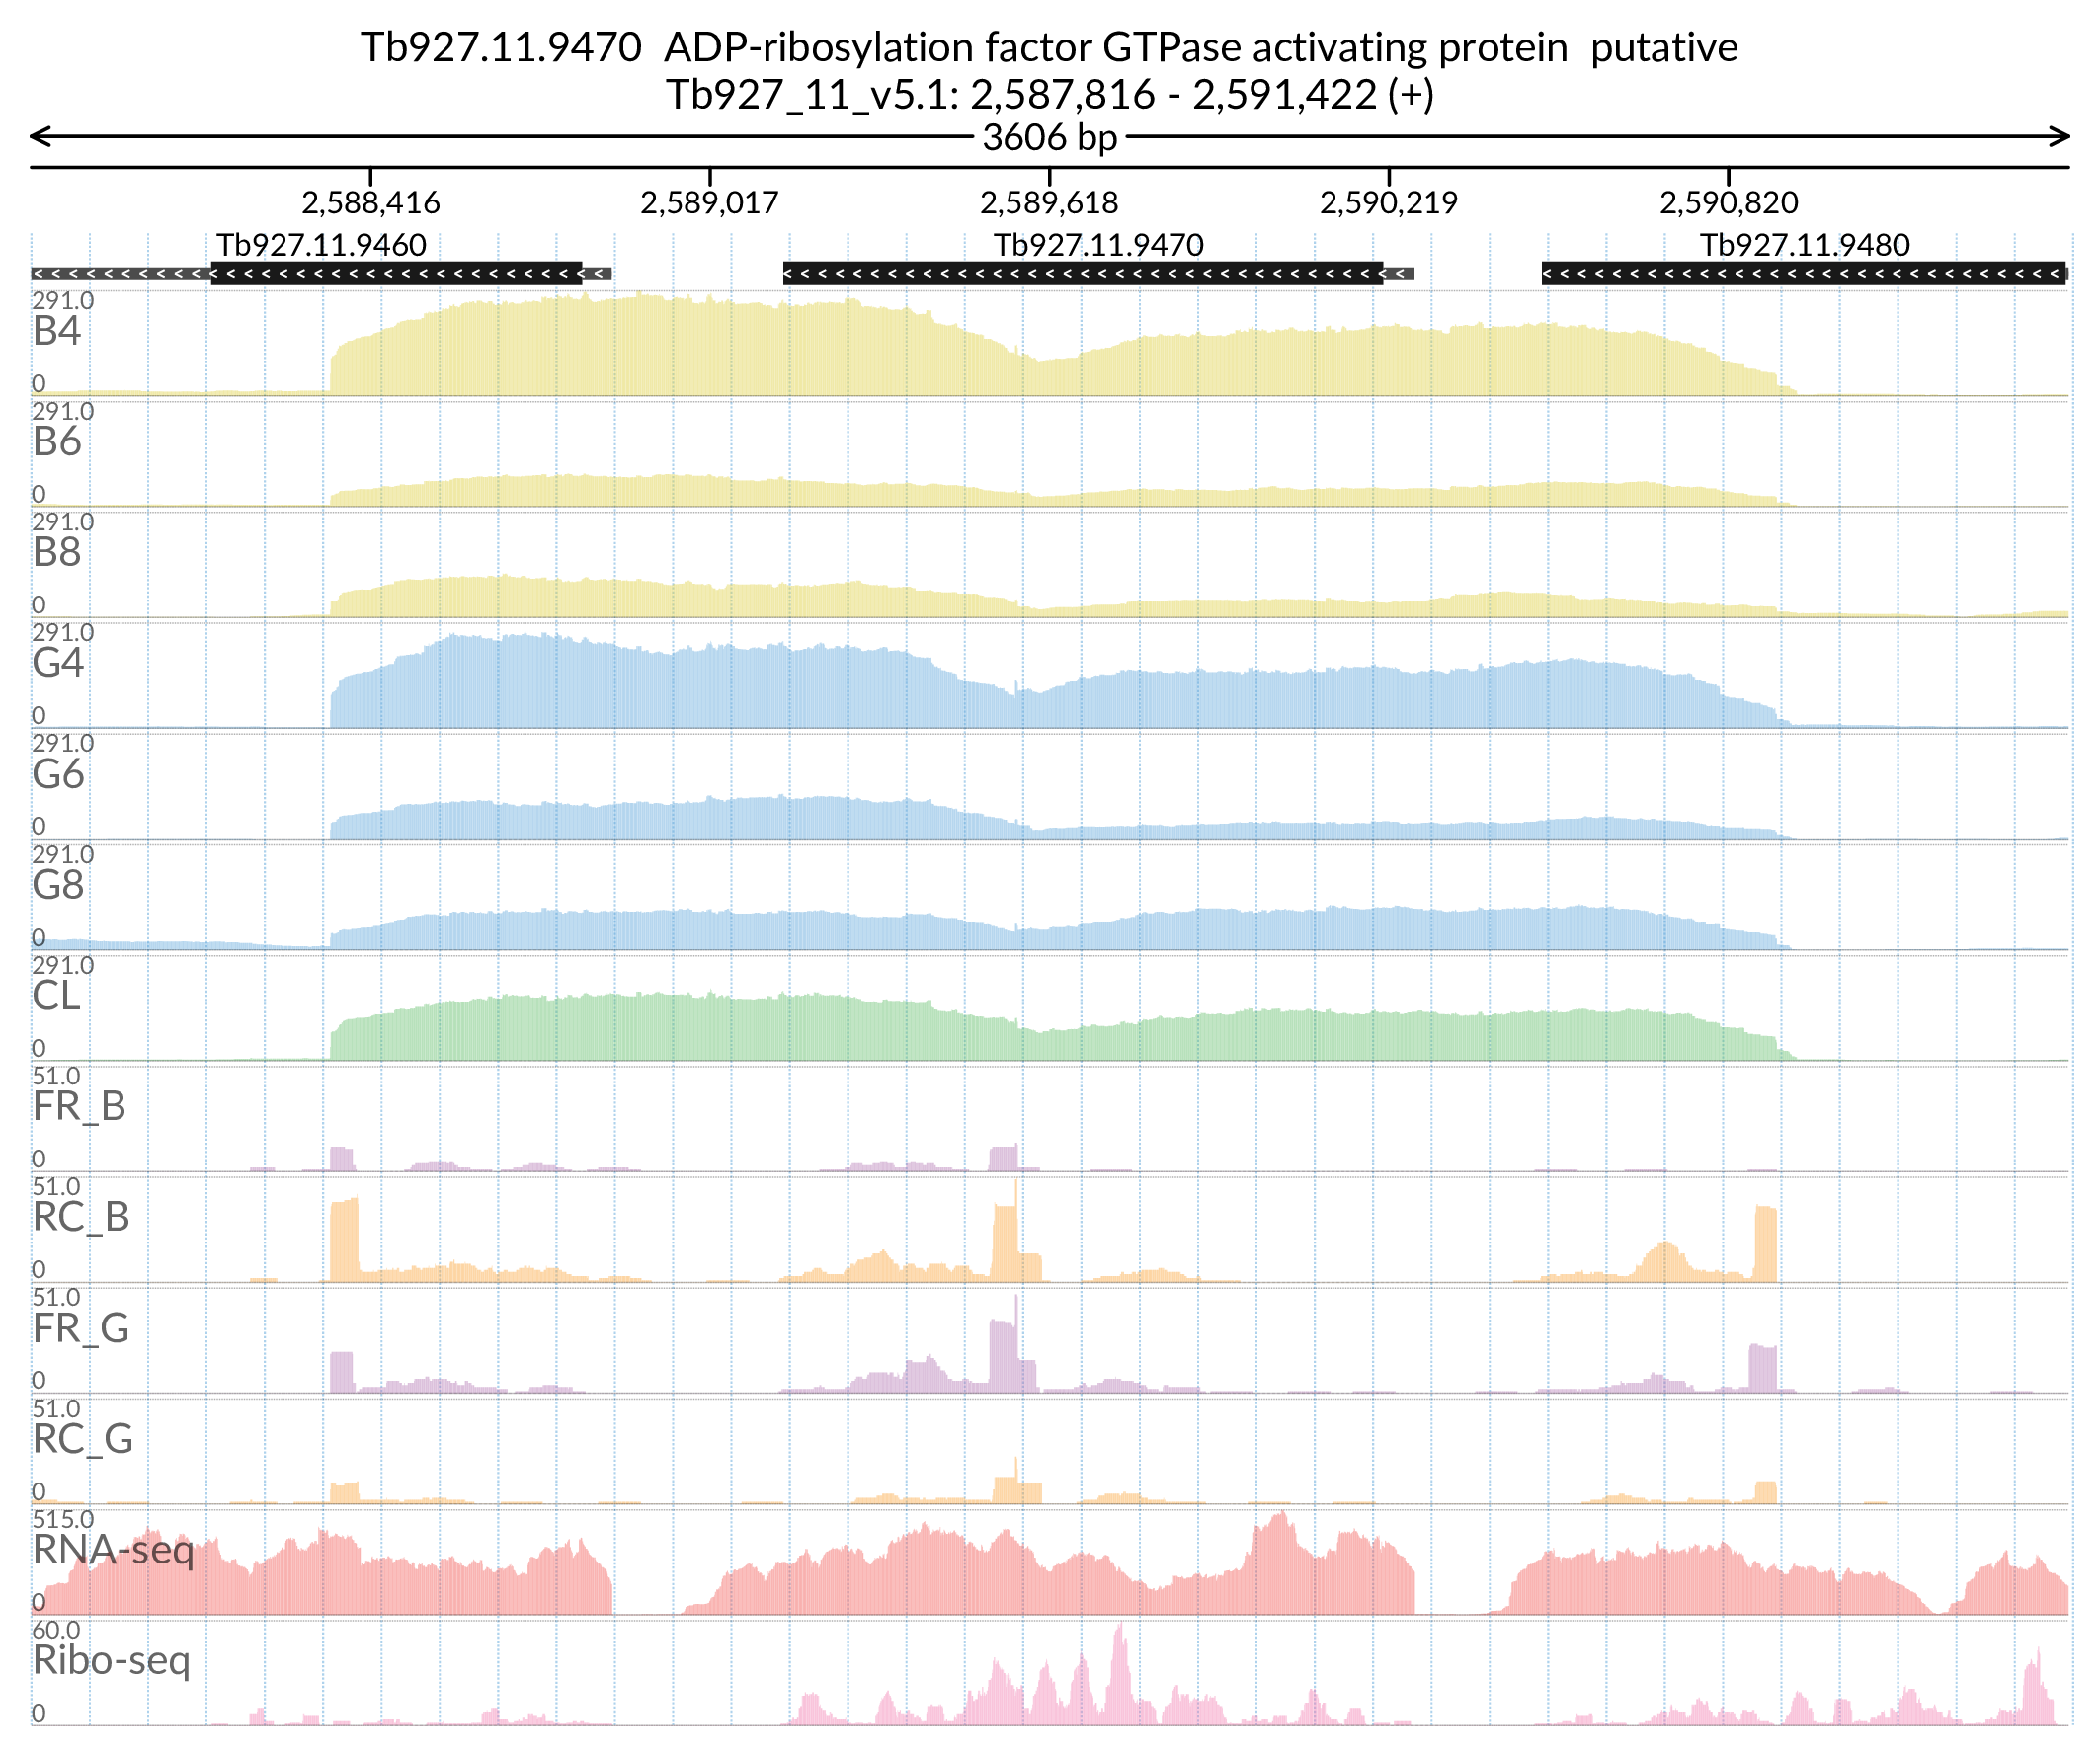 Tb927.11.9470  ADP-ribosylation factor GTPase activating protein  putative
Tb927_11_v5.1: 2,587,816 - 2,591,422 (+)
3606 bp
2,588,416 2,589,017 2,589,618 2,590,219 2,590,820
Tb927.11.9460 Tb927.11.9470 Tb927.11.9480
291.0
B4
0
291.0
B6
0
291.0
B8
0
291.0
G4
0
291.0
G6
0
291.0
G8
0
291.0
CL
0
51.0
FR_B
0
51.0
RC_B
0
51.0
FR_G
0
51.0
RC_G
0
515.0
RNA-seq
0
60.0
Ribo-seq
0